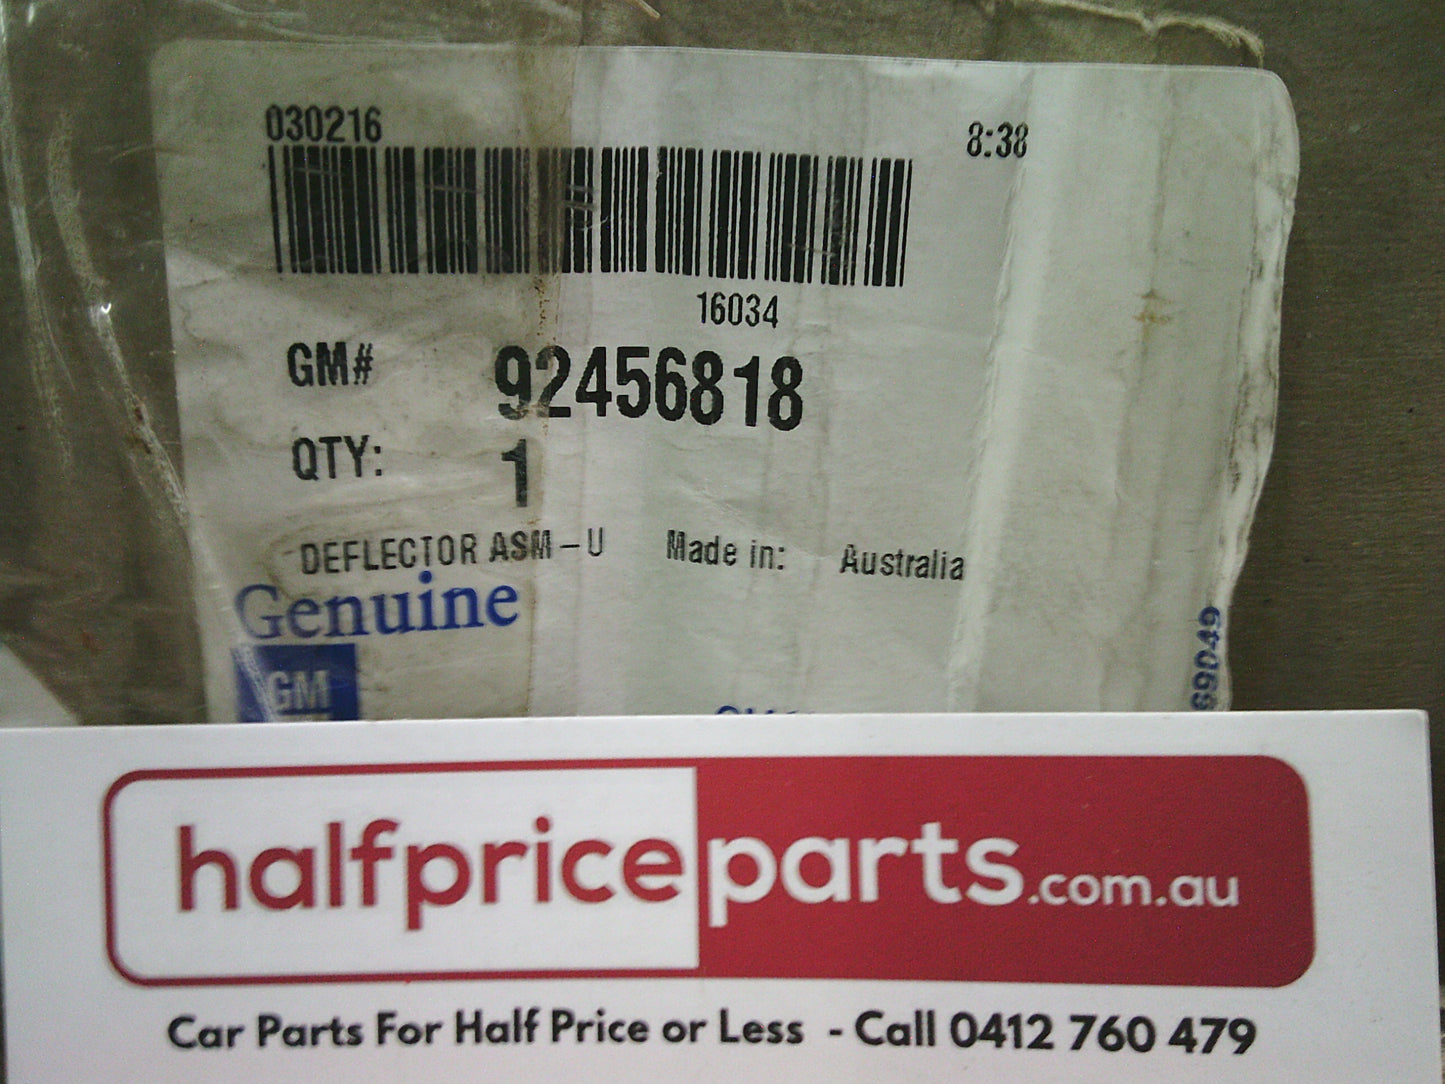 030216 8:38
16034
GM# 92456818
QTY: 1
DEFLECTOR ASM - U Made in: Australia
Genuine
GM
69049
halfpriceparts.com.au
Car Parts For Half Price or Less - Call 0412 760 479